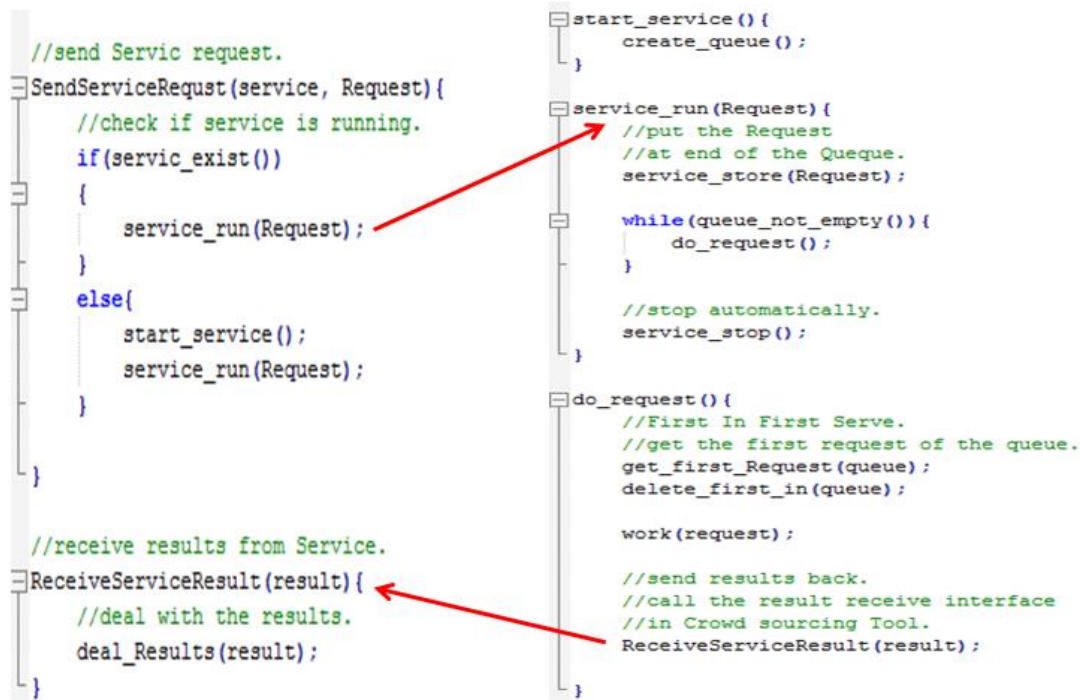 //send Servic request.
SendServiceRequst(service, Request){
//check if service is running.
if(servic_exist())
{
service_run(Request);
}
else{
start_service();
service_run(Request);
}
}
//receive results from Service.
ReceiveServiceResult(result){
//deal with the results.
deal_Results(result);
}
start_service(){
create_queue();
}
service_run(Request){
//put the Request
//at end of the Queque.
service_store(Request);
while(queue_not_empty()){
do_request();
}
//stop automatically.
service_stop();
}
do_request(){
//First In First Serve.
//get the first request of the queue.
get_first_Request(queue);
delete_first_in(queue);
work(request);
//send results back.
//call the result receive interface
//in Crowd sourcing Tool.
ReceiveServiceResult(result);
}